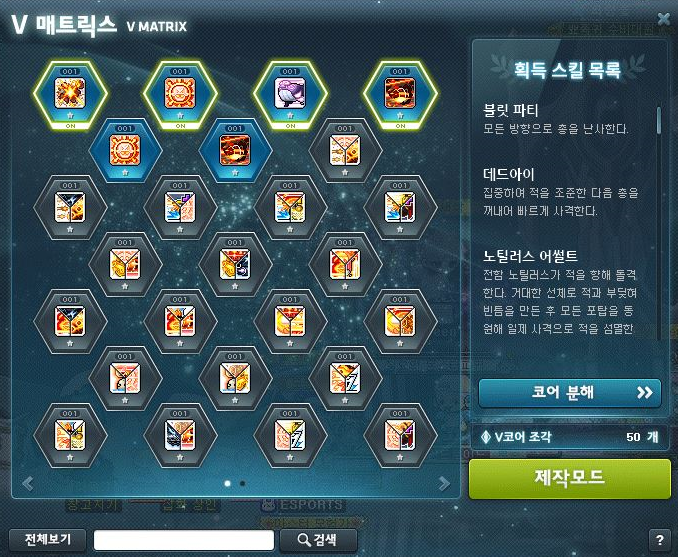 V 매트릭스 V MATRIX
001 001 001 001
ON ON ON ON
001 001 001
001 001 001 001
001 001 001
001 001 001 001
001 001 001
001 001 001 001
획득 스킬 목록
블릿 파티
모든 방향으로 총을 난사한다.
데드아이
집중하여 적을 조준한 다음 총을
꺼내어 빠르게 사격한다.
노틸러스 어썰트
전함 노틸러스가 적을 향해 돌격
한다. 거대한 선체로 적과 부딪혀
빈틈을 만든 후 모든 포탑을 동
원해 일제 사격으로 적을 섬멸한
코어 분해
V코어 조각 50 개
제작모드
ESPORTS
전체보기
검색
?